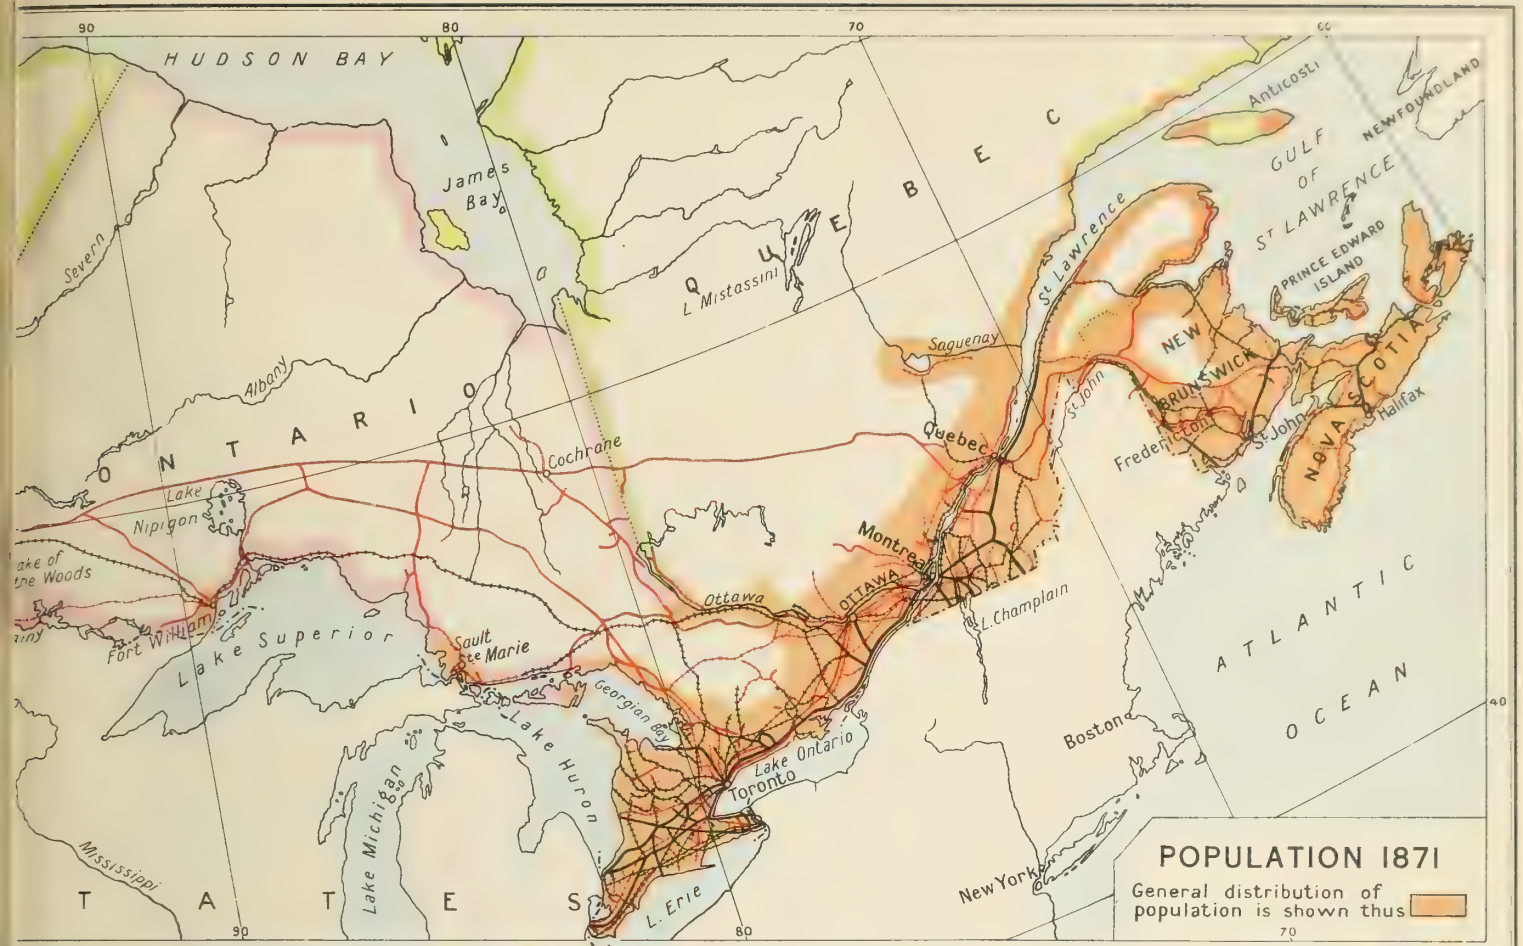 90
80
70
60
HUDSON BAY
James
Bay
Severn
Albany
ONTARIO
QUEBEC
L Mistassini
Saguenay
St Lawrence
Anticosti
GULF
OF
ST LAWRENCE
NEWFOUNDLAND
PRINCE EDWARD
ISLAND
NEW
BRUNSWICK
NOVA SCOTIA
Halifax
St John
St John
Fredericton
Quebec
Cochrane
Lake
Nipigon
ake of
the Woods
ainy
Fort William
Lake Superior
Sault
Ste Marie
Ottawa
OTTAWA
Montreal
L. Champlain
Georgian Bay
Lake Huron
Lake Michigan
Lake Ontario
Toronto
L. Erie
Mississippi
TATES
Boston
New York
ATLANTIC
OCEAN
40
POPULATION 1871
General distribution of
population is shown thus
90
80
70